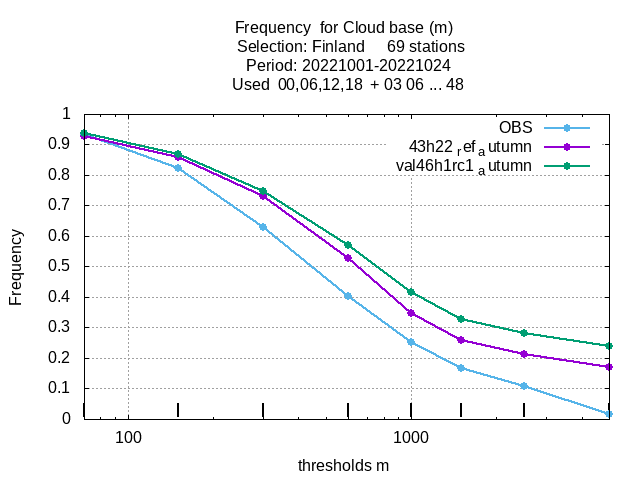 Frequency  for Cloud base (m)
Selection: Finland     69 stations
Period: 20221001-20221024
Used  00,06,12,18  + 03 06 ... 48
OBS
43h22 ref autumn
val46h1rc1 autumn
1
0.9
0.8
0.7
0.6
0.5
0.4
0.3
0.2
0.1
0
Frequency
100
1000
thresholds m